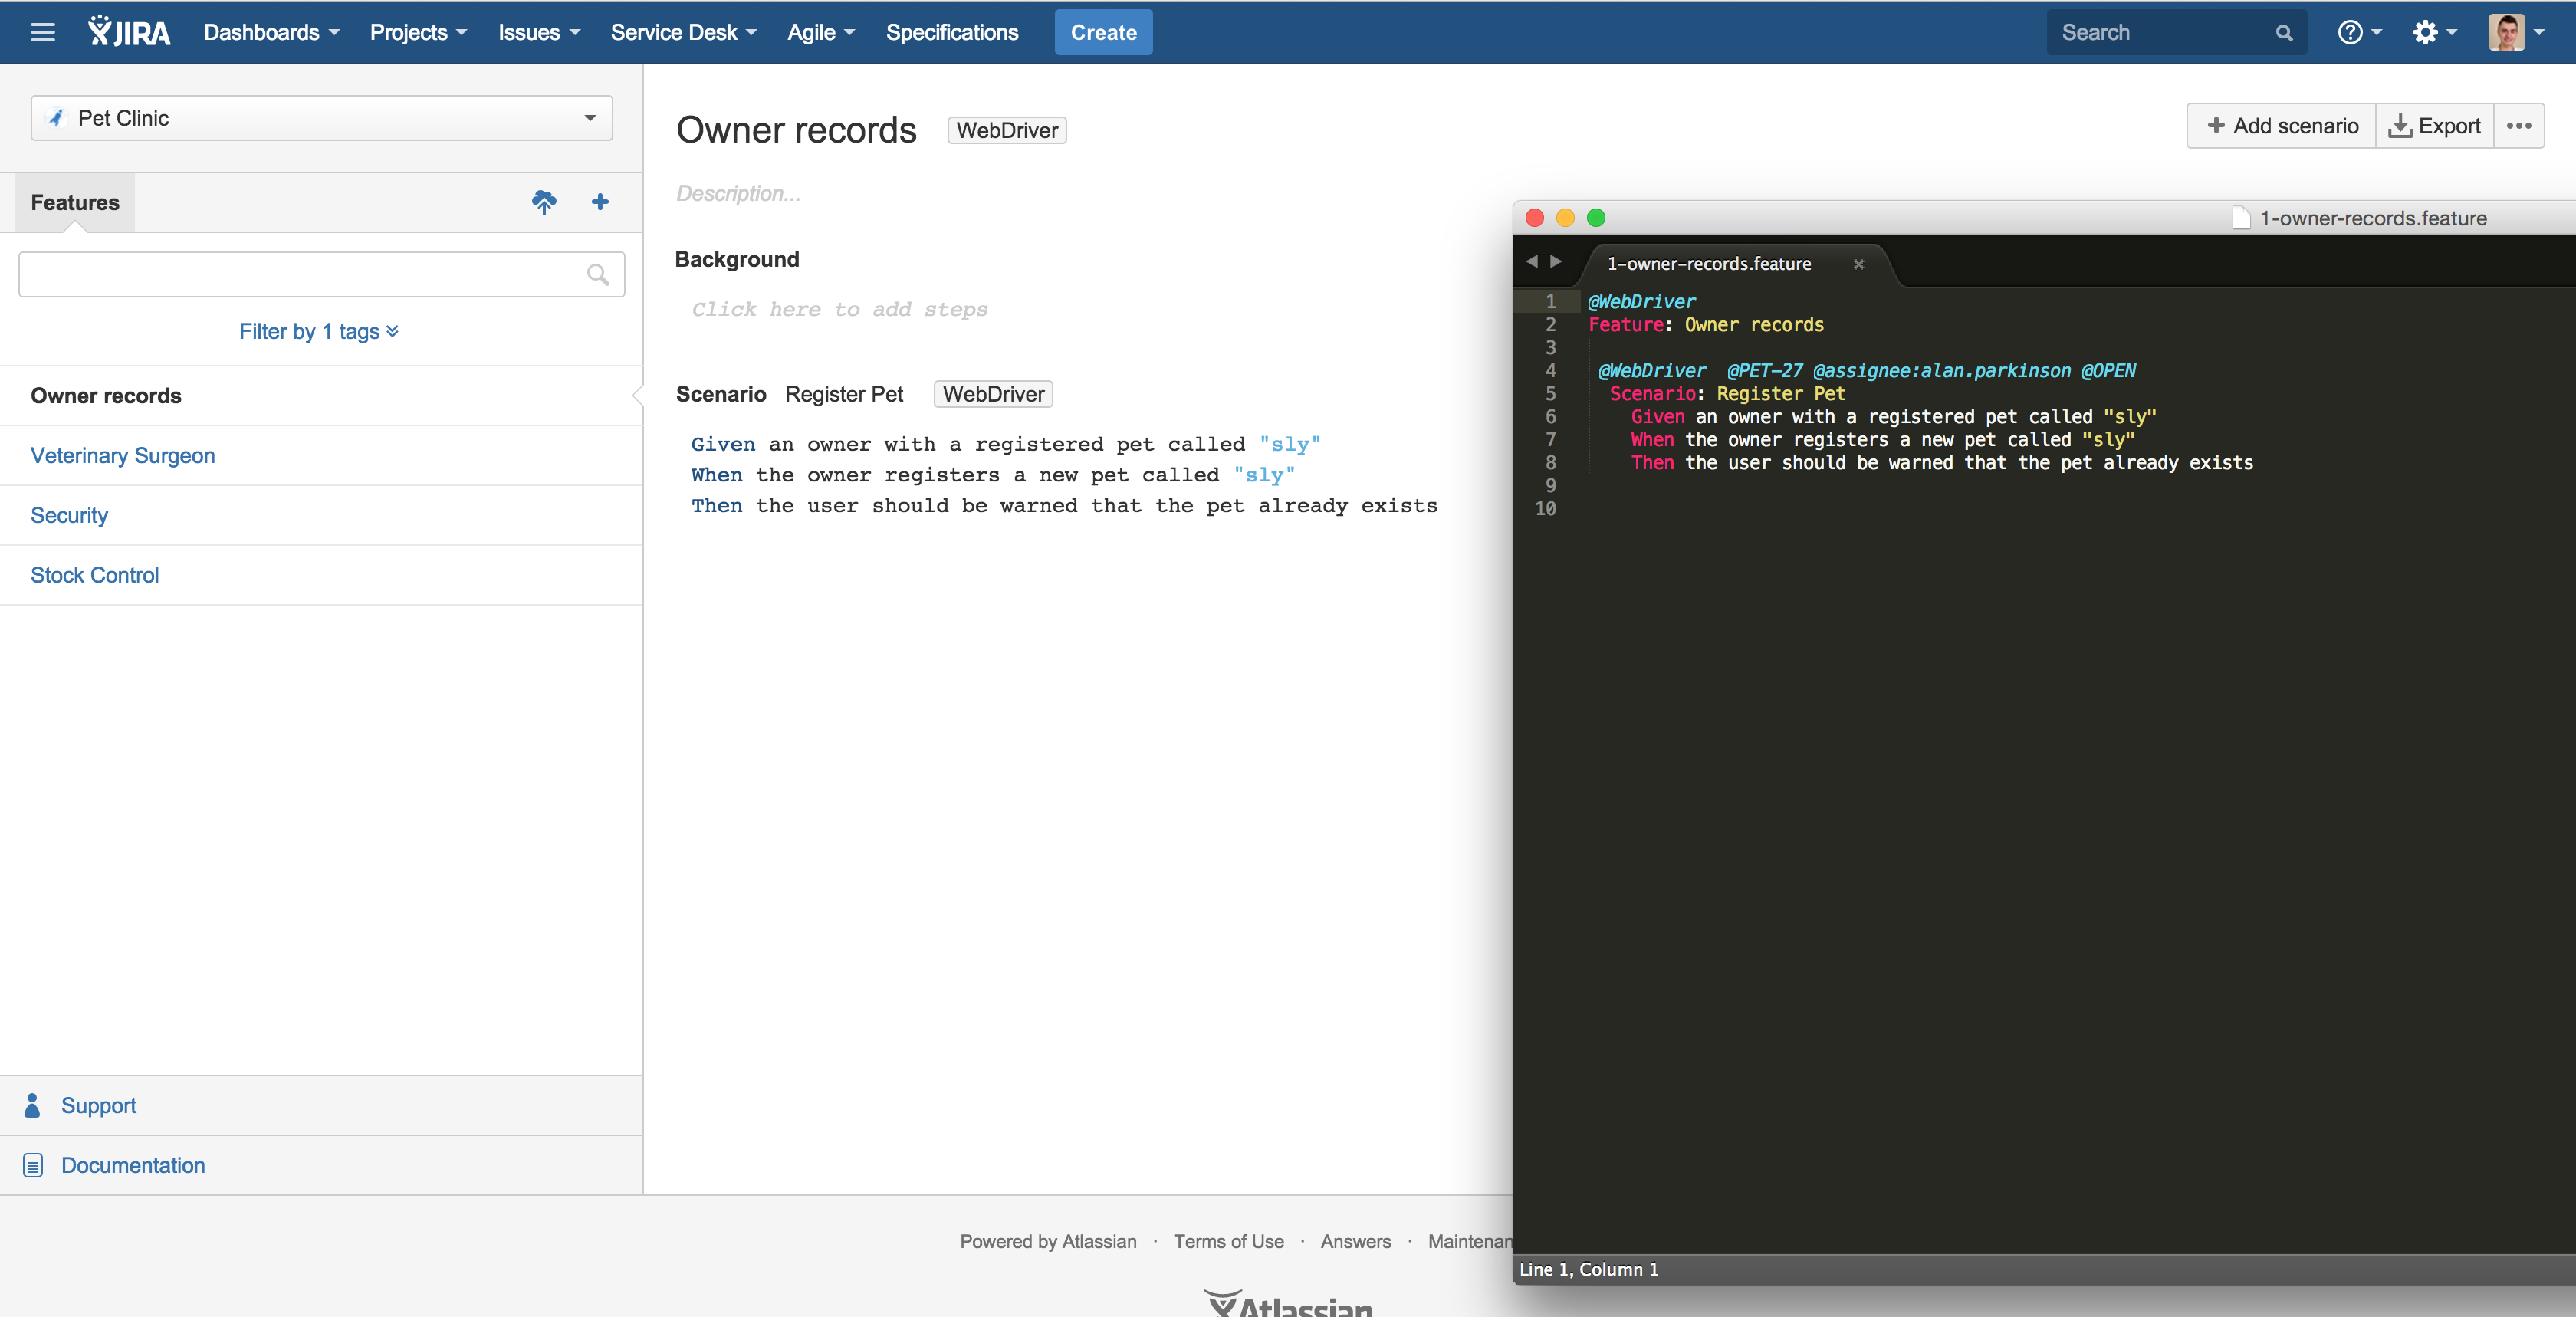 JIRA Dashboards Projects Issues Service Desk Agile Specifications Create Search
Pet Clinic
Features
Filter by 1 tags
Owner records
Veterinary Surgeon
Security
Stock Control
Support
Documentation
Owner records WebDriver
+ Add scenario Export
Description...
Background
Click here to add steps
Scenario Register Pet WebDriver
Given an owner with a registered pet called "sly"
When the owner registers a new pet called "sly"
Then the user should be warned that the pet already exists
1-owner-records.feature
1-owner-records.feature
1 @WebDriver
2 Feature: Owner records
3
4 @WebDriver @PET-27 @assignee:alan.parkinson @OPEN
5 Scenario: Register Pet
6 Given an owner with a registered pet called "sly"
7 When the owner registers a new pet called "sly"
8 Then the user should be warned that the pet already exists
9
10
Line 1, Column 1
Powered by Atlassian · Terms of Use · Answers · Maintenan
Atlassian